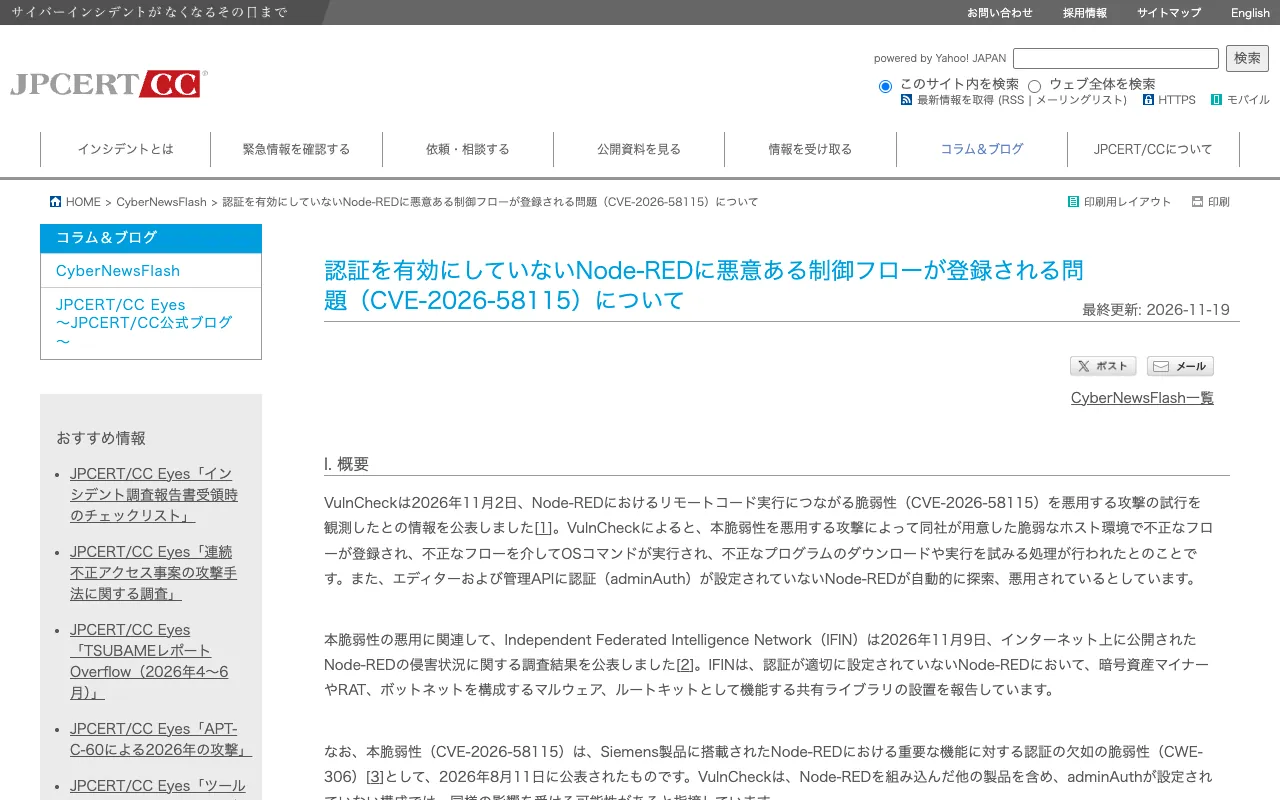 サイバーインシデントがなくなるその日まで
お問い合わせ 採用情報 サイトマップ English
JPCERT CC®
powered by Yahoo! JAPAN 検索
このサイト内を検索 ウェブ全体を検索
最新情報を取得 (RSS | メーリングリスト) HTTPS モバイル
インシデントとは 緊急情報を確認する 依頼・相談する 公開資料を見る 情報を受け取る コラム＆ブログ JPCERT/CCについて
HOME > CyberNewsFlash > 認証を有効にしていないNode-REDに悪意ある制御フローが登録される問題（CVE-2026-58115）について
印刷用レイアウト 印刷
コラム＆ブログ
CyberNewsFlash
JPCERT/CC Eyes
〜JPCERT/CC公式ブログ
〜
おすすめ情報
JPCERT/CC Eyes「イン
シデント調査報告書受領時
のチェックリスト」
JPCERT/CC Eyes「連続
不正アクセス事案の攻撃手
法に関する調査」
JPCERT/CC Eyes
「TSUBAMEレポート
Overflow（2026年4〜6
月）」
JPCERT/CC Eyes「APT-
C-60による2026年の攻撃」
JPCERT/CC Eyes「ツール
認証を有効にしていないNode-REDに悪意ある制御フローが登録される問
題（CVE-2026-58115）について
最終更新: 2026-11-19
ポスト メール
CyberNewsFlash一覧
I. 概要
VulnCheckは2026年11月2日、Node-REDにおけるリモートコード実行につながる脆弱性（CVE-2026-58115）を悪用する攻撃の試行を
観測したとの情報を公表しました[1]。VulnCheckによると、本脆弱性を悪用する攻撃によって同社が用意した脆弱なホスト環境で不正なフロ
ーが登録され、不正なフローを介してOSコマンドが実行され、不正なプログラムのダウンロードや実行を試みる処理が行われたとのことで
す。また、エディターおよび管理APIに認証（adminAuth）が設定されていないNode-REDが自動的に探索、悪用されているとしています。
本脆弱性の悪用に関連して、Independent Federated Intelligence Network（IFIN）は2026年11月9日、インターネット上に公開された
Node-REDの侵害状況に関する調査結果を公表しました[2]。IFINは、認証が適切に設定されていないNode-REDにおいて、暗号資産マイナー
やRAT、ボットネットを構成するマルウェア、ルートキットとして機能する共有ライブラリの設置を報告しています。
なお、本脆弱性（CVE-2026-58115）は、Siemens製品に搭載されたNode-REDにおける重要な機能に対する認証の欠如の脆弱性（CWE-
306）[3]として、2026年8月11日に公表されたものです。VulnCheckは、Node-REDを組み込んだ他の製品を含め、adminAuthが設定され
ていない構成では、同様の影響を受ける可能性があると指摘しています。